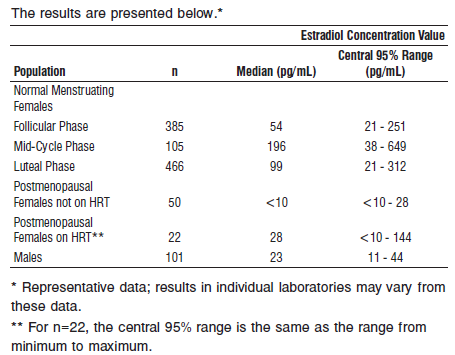 The results are presented below.*
Estradiol Concentration Value
Central 95% Range
Population n Median (pg/mL) (pg/mL)
Normal Menstruating
Females
Follicular Phase 385 54 21 - 251
Mid-Cycle Phase 105 196 38 - 649
Luteal Phase 466 99 21 - 312
Postmenopausal
Females not on HRT 50 <10 <10 - 28
Postmenopausal
Females on HRT** 22 28 <10 - 144
Males 101 23 11 - 44
* Representative data; results in individual laboratories may vary from
these data.
** For n=22, the central 95% range is the same as the range from
minimum to maximum.